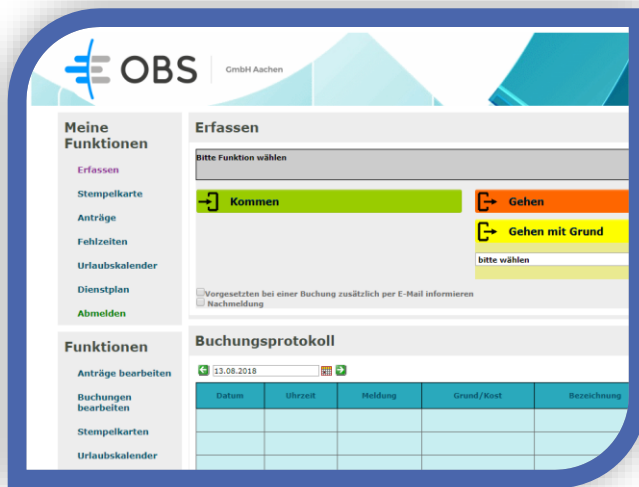 OBS
GmbH Aachen
Meine
Funktionen
Erfassen
Stempelkarte
Anträge
Fehlzeiten
Urlaubskalender
Dienstplan
Abmelden
Funktionen
Anträge bearbeiten
Buchungen
bearbeiten
Stempelkarten
Urlaubskalender
Erfassen
Bitte Funktion wählen
Kommen
Gehen
Gehen mit Grund
bitte wählen
Vorgesetzten bei einer Buchung zusätzlich per E-Mail informieren
Nachmeldung
Buchungsprotokoll
13.08.2018
Datum Uhrzeit Meldung Grund/Kost Bezeichnung